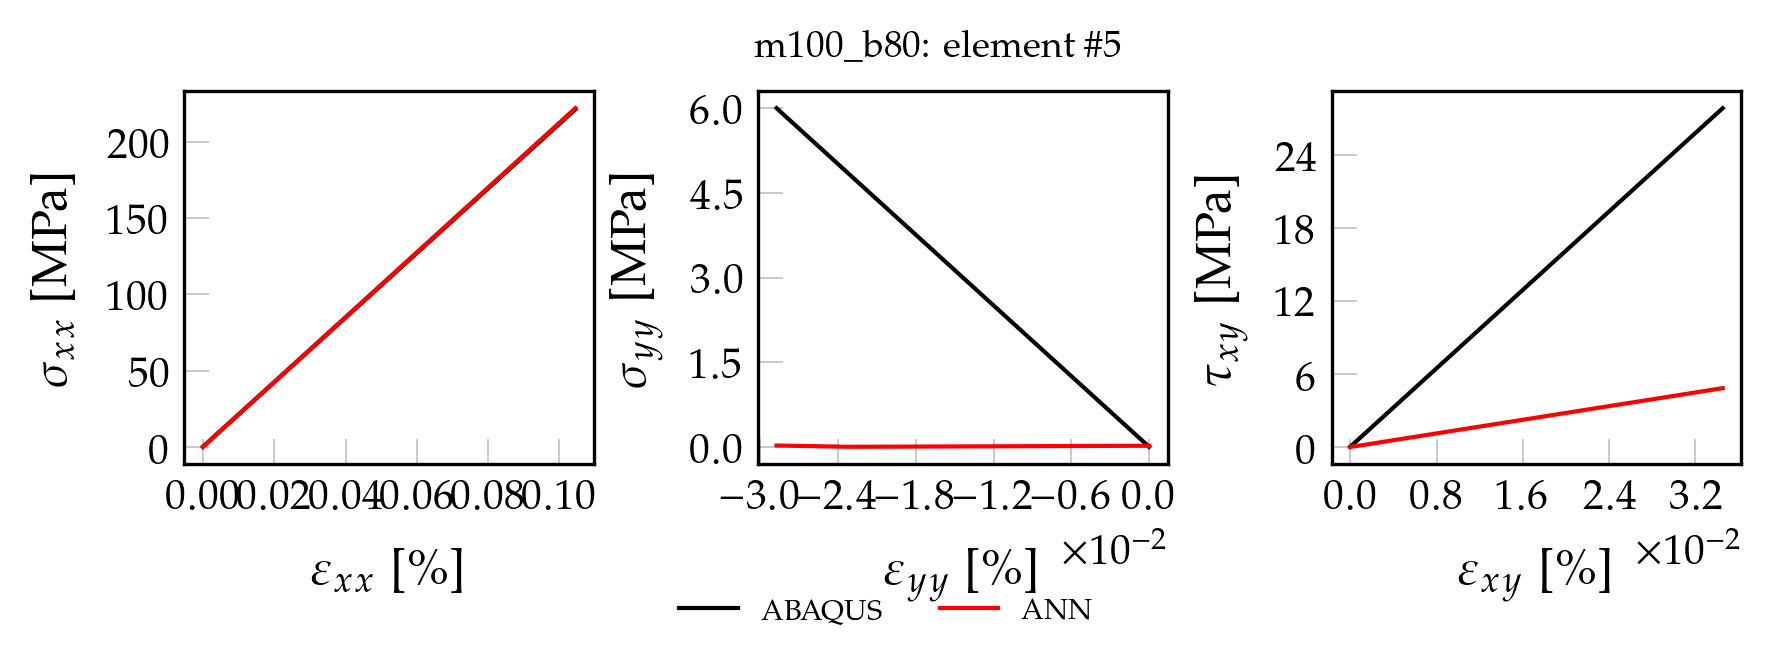 m100_b80: element #5
σxx [MPa]
200
150
100
50
0
0.00 0.02 0.04 0.06 0.08 0.10
εxx [%]
σyy [MPa]
6.0
4.5
3.0
1.5
0.0
−3.0 −2.4 −1.8 −1.2 −0.6 0.0
×10⁻²
εyy [%]
τxy [MPa]
24
18
12
6
0
0.0 0.8 1.6 2.4 3.2
×10⁻²
εxy [%]
ABAQUS ANN